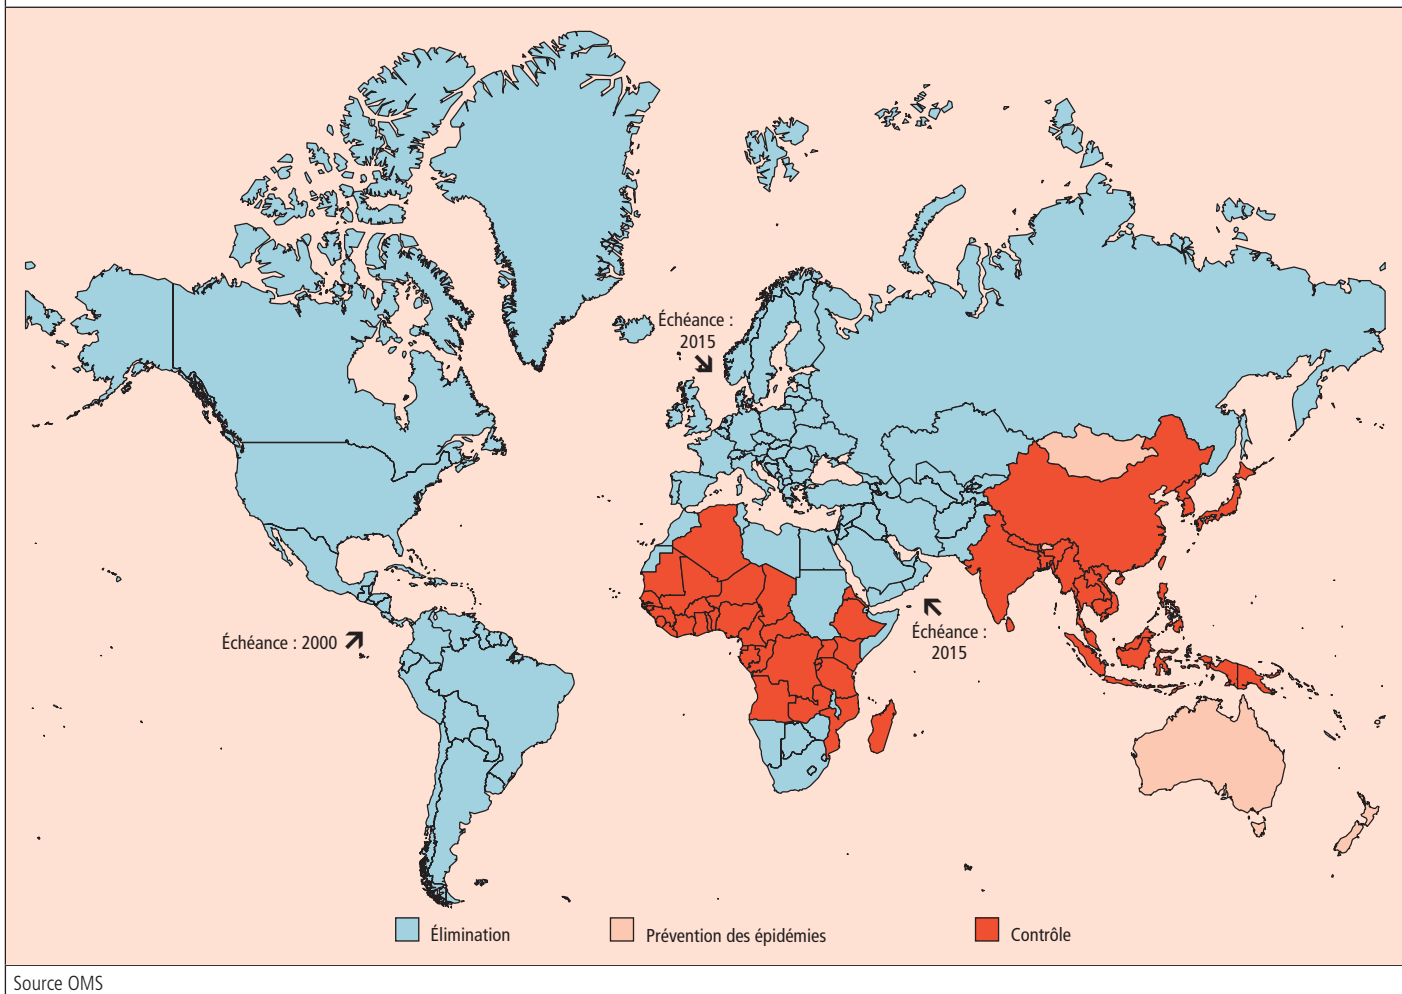 Échéance :
2015
Échéance : 2000
Échéance :
2015
Élimination
Prévention des épidémies
Contrôle
Source OMS